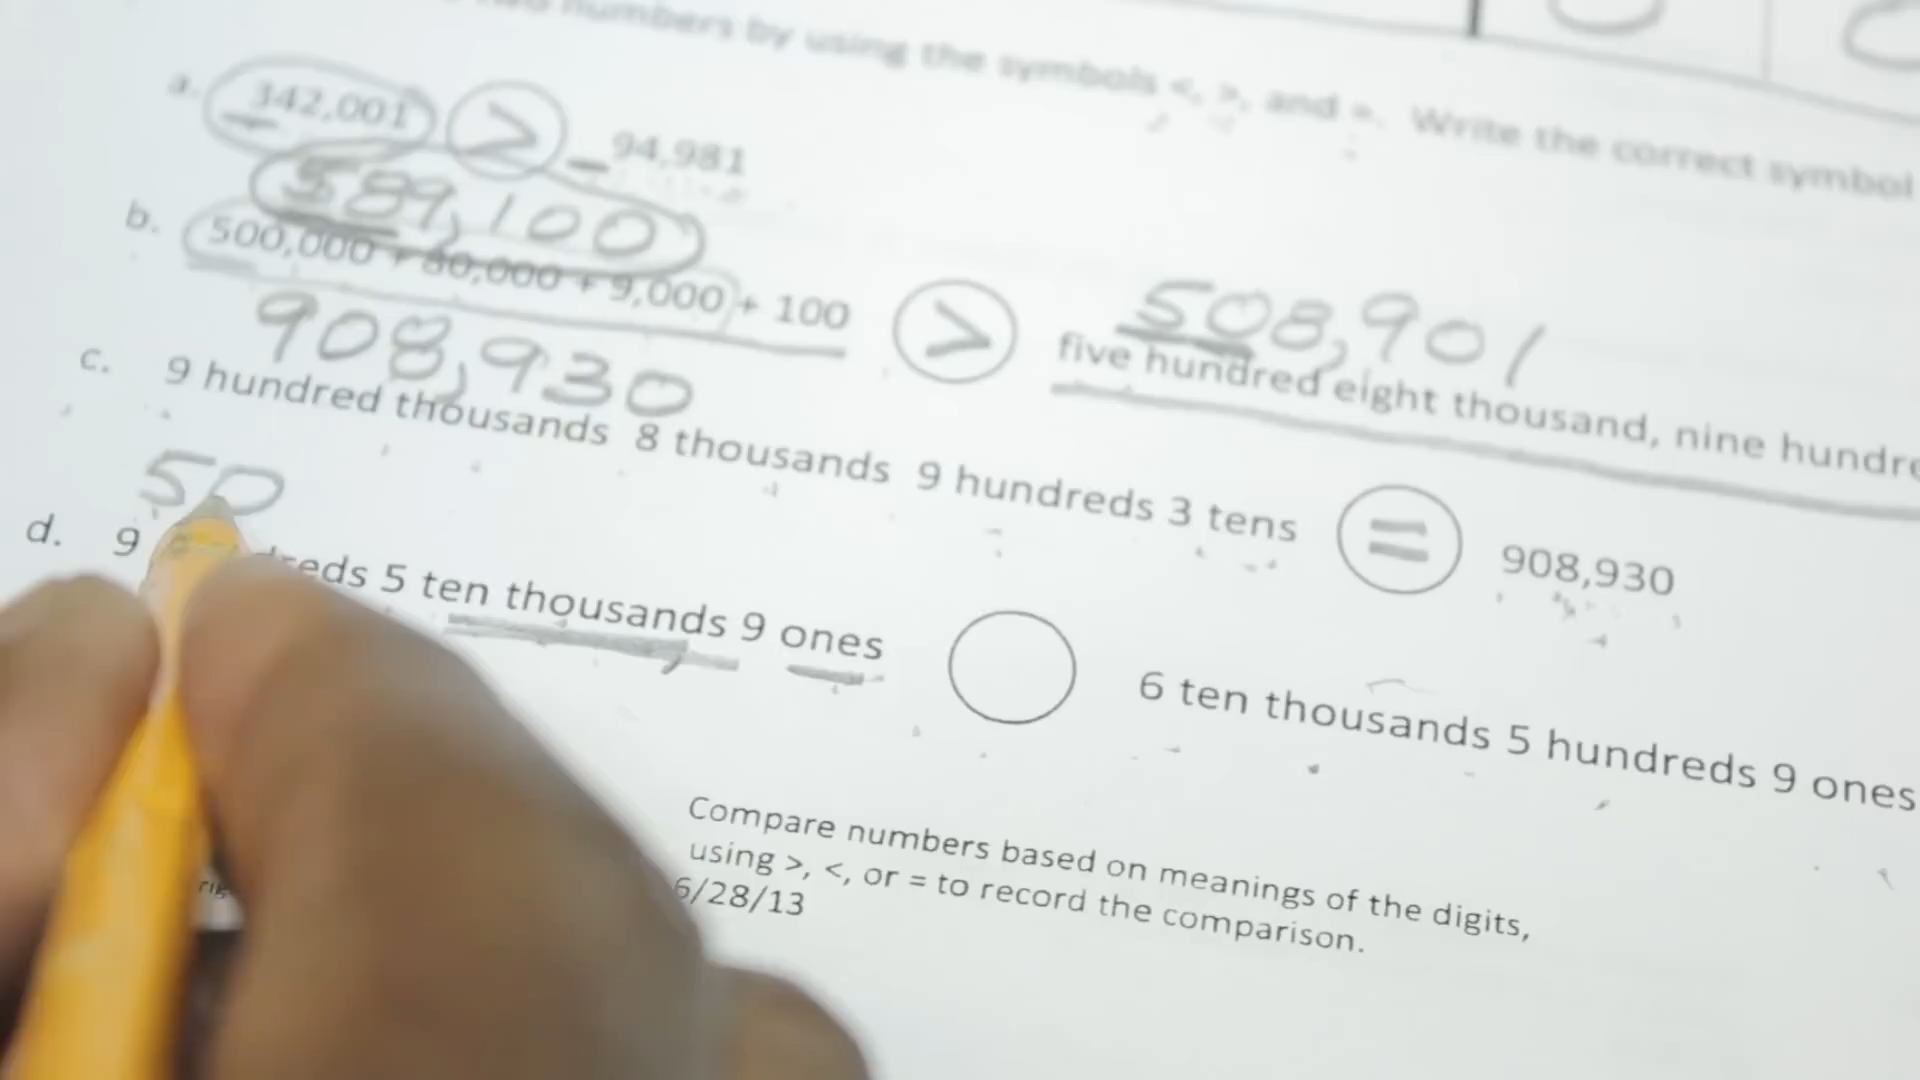 numbers by using the symbols <, >, and =. Write the correct symbol
a. 342,001 > 94,981
589,100
b. 500,000 + 80,000 + 9,000 + 100 > five hundred eight thousand, nine hundre
508,901
908,930
c. 9 hundred thousands 8 thousands 9 hundreds 3 tens = 908,930
50
d. 9 reds 5 ten thousands 9 ones 6 ten thousands 5 hundreds 9 ones
Compare numbers based on meanings of the digits,
using >, <, or = to record the comparison.
6/28/13